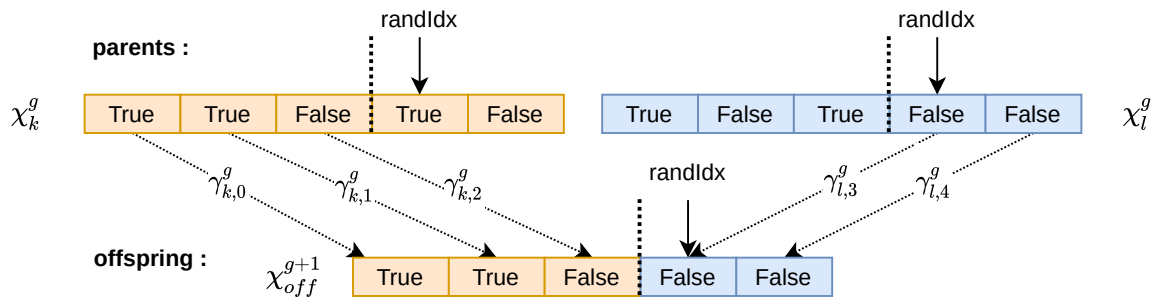 randIdx randIdx
parents :
χ_k^g True True False True False True False True False False χ_l^g
γ_{k,0}^g γ_{k,1}^g γ_{k,2}^g randIdx γ_{l,3}^g γ_{l,4}^g
offspring : χ_{off}^{g+1} True True False False False